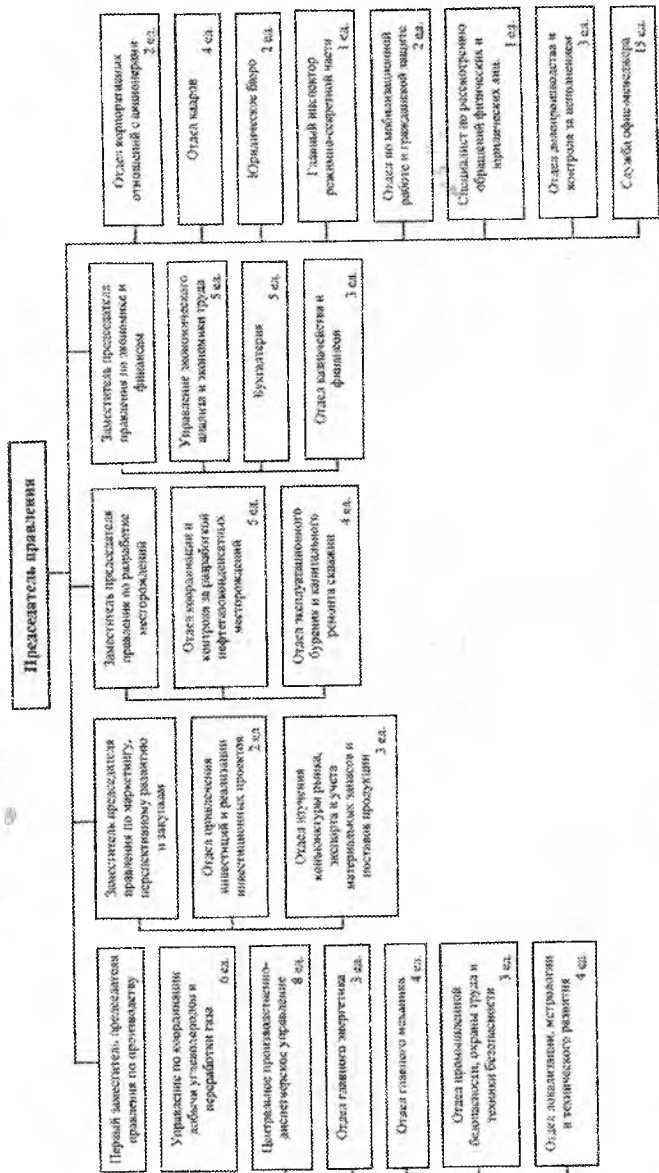 Председатель правления
Первый заместитель председателя
правления по производству
Управление по координации
добычи углеводородов и
переработки газа
6 ед.
Центральное производственно-
диспетчерское управление
8 ед.
Отдел главного энергетика
3 ед.
Отдел главного механика
4 ед.
Отдел промышленной
безопасности, охраны труда и
техники безопасности
3 ед.
Отдел локализации, метрологии
и технического развития
4 ед.
Заместитель председателя
правления по маркетингу,
перспективному развитию
и закупкам
Отдел привлечения
инвестиций и реализации
инвестиционных проектов
2 ед.
Отдел изучения
конъюнктуры рынка,
экспорта и учета
материальных запасов и
поставок продукции
3 ед.
Заместитель председателя
правления по разработке
месторождений
Отдел координации и
контроля за разработкой
нефтегазоконденсатных
месторождений
5 ед.
Отдел эксплуатационного
бурения и капитального
ремонта скважин
4 ед.
Заместитель председателя
правления по экономике и
финансам
Управление экономического
анализа и экономики труда
5 ед.
Бухгалтерия
5 ед.
Отдел казначейства и
финансов
3 ед.
Отдел корпоративных
отношений с акционерами
2 ед.
Отдел кадров
4 ед.
Юридическое бюро
2 ед.
Главный инспектор
режимно-секретной части
1 ед.
Отдел по мобилизационной
работе и гражданской защите
2 ед.
Специалист по рассмотрению
обращений физических и
юридических лиц.
1 ед.
Отдел делопроизводства и
контроля за исполнением
3 ед.
Служба офис-менеджера
15 ед.